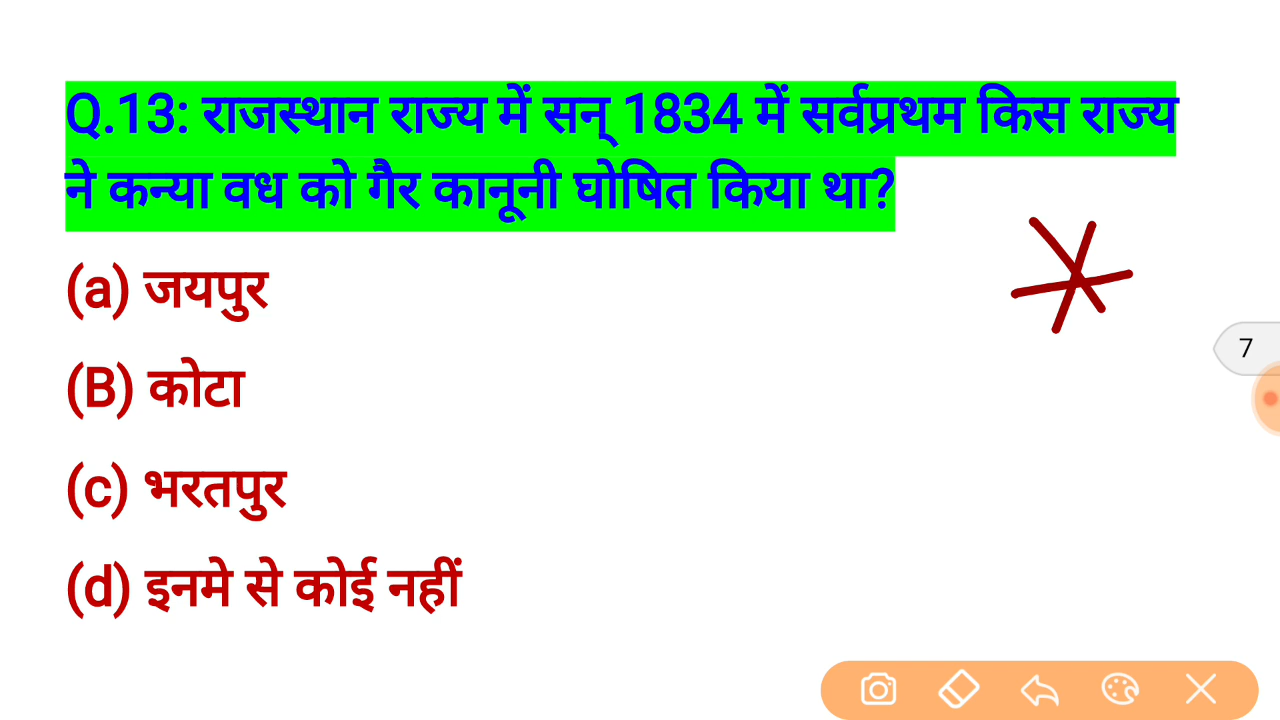 Q.13: राजस्थान राज्य में सन् 1834 में सर्वप्रथम किस राज्य
ने कन्या वध को गैर कानूनी घोषित किया था?
(a) जयपुर
(B) कोटा
(c) भरतपुर
(d) इनमे से कोई नहीं
7